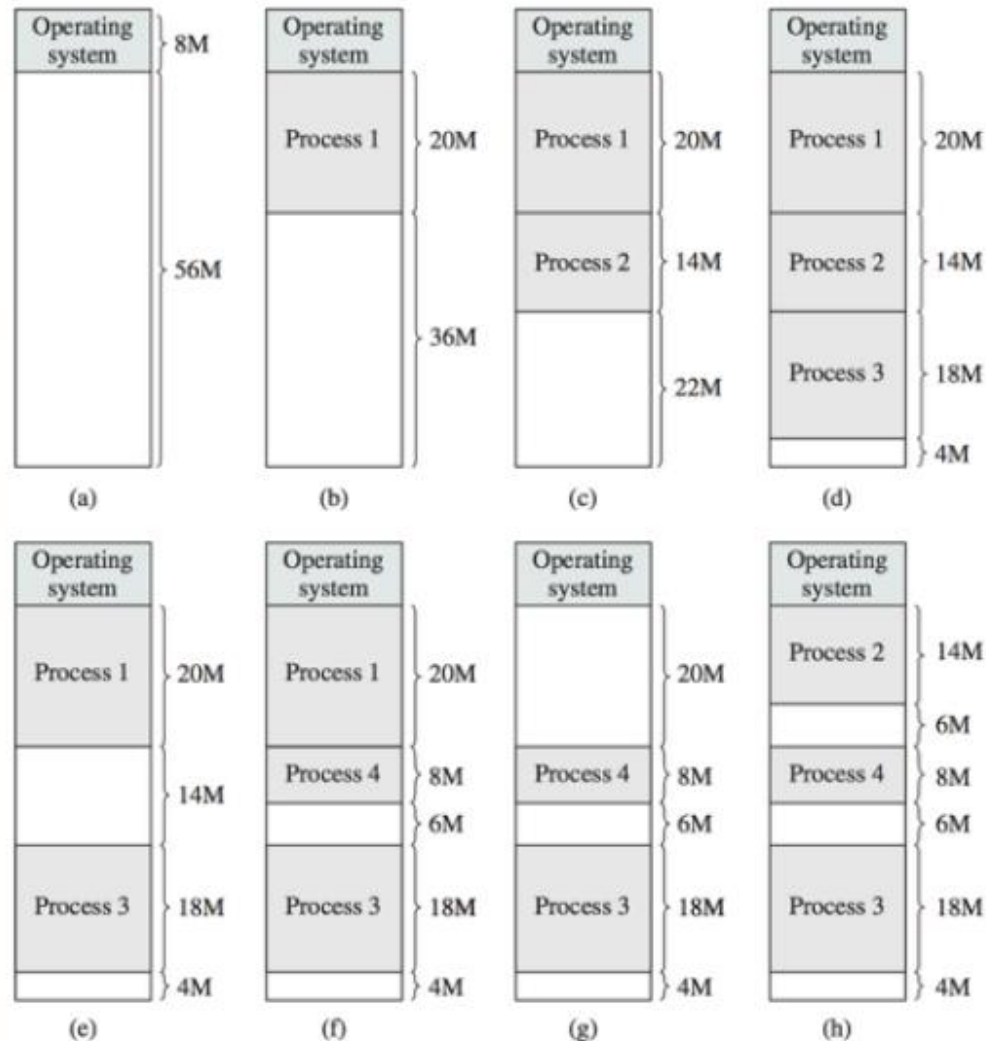 Operating
system
8M
56M
(a)
Operating
system
Process 1
20M
36M
(b)
Operating
system
Process 1
20M
Process 2
14M
22M
(c)
Operating
system
Process 1
20M
Process 2
14M
Process 3
18M
4M
(d)
Operating
system
Process 1
20M
14M
Process 3
18M
4M
(e)
Operating
system
Process 1
20M
Process 4
8M
6M
Process 3
18M
4M
(f)
Operating
system
20M
Process 4
8M
6M
Process 3
18M
4M
(g)
Operating
system
Process 2
14M
6M
Process 4
8M
6M
Process 3
18M
4M
(h)